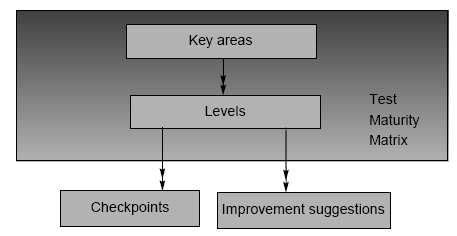 Key areas
Levels
Test
Maturity
Matrix
Checkpoints
Improvement suggestions